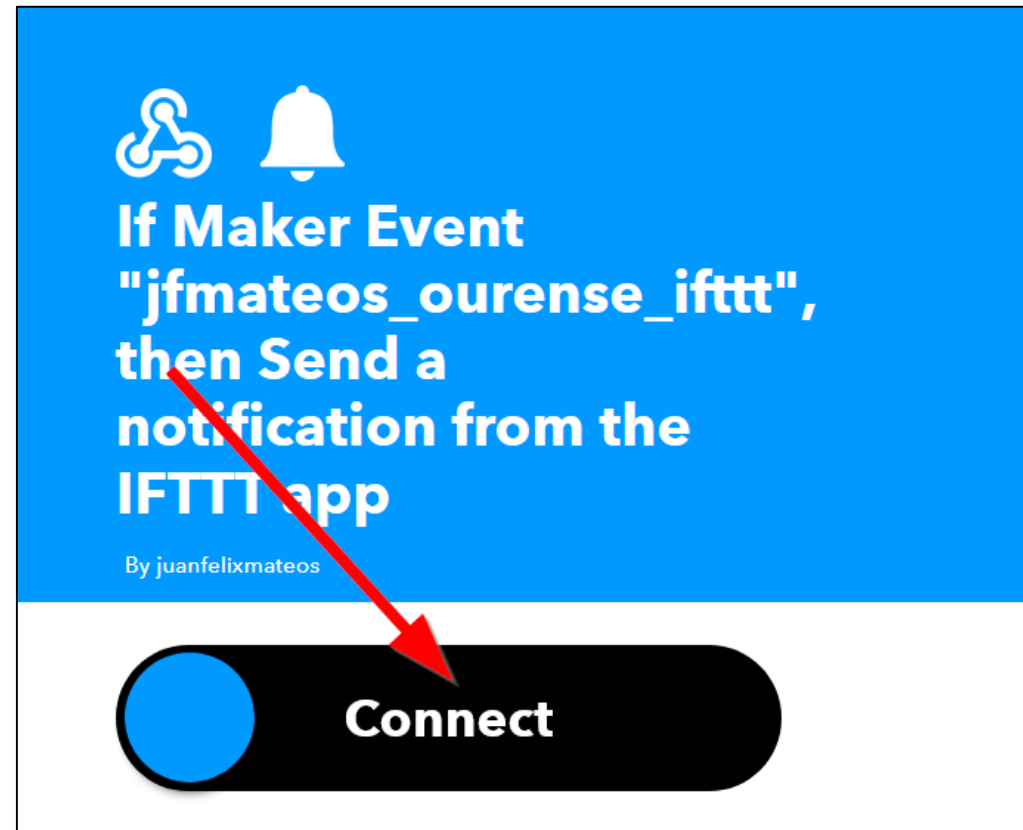 If Maker Event
"jfmateos_ourense_ifttt",
then Send a
notification from the
IFTTT app
By juanfelixmateos
Connect